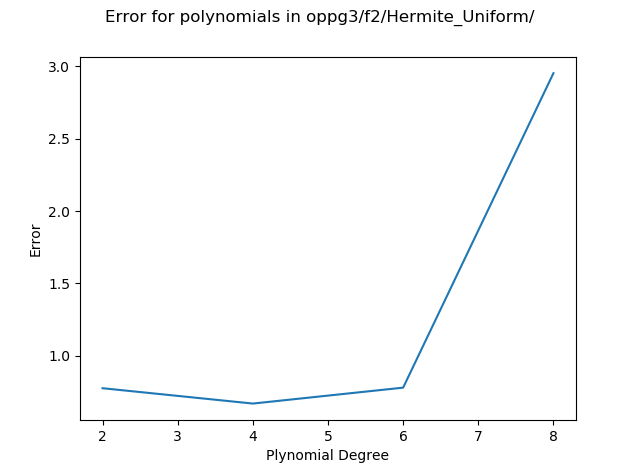 Error for polynomials in oppg3/f2/Hermite_Uniform/
3.0
2.5
2.0
1.5
1.0
Error
2 3 4 5 6 7 8
Plynomial Degree